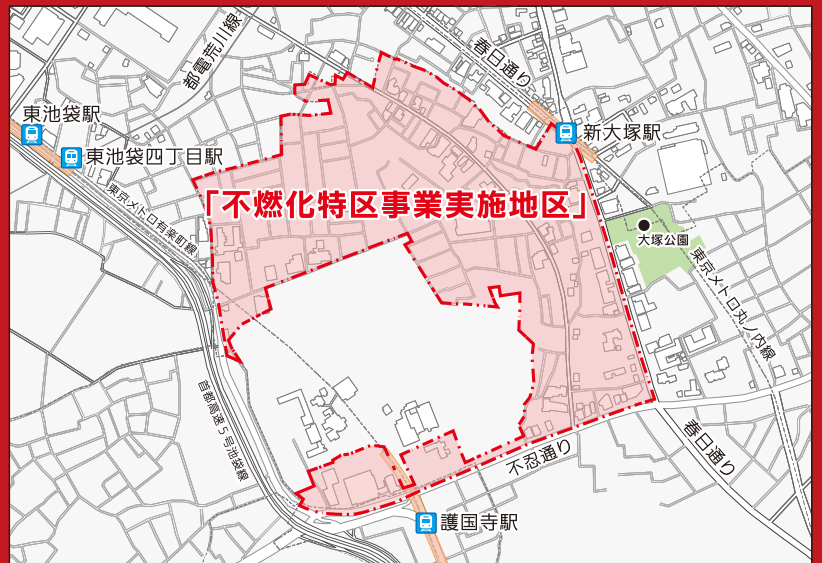 都電荒川線
春日通り
東池袋駅
東池袋四丁目駅
新大塚駅
東京メトロ有楽町線
「不燃化特区事業実施地区」
大塚公園
東京メトロ丸ノ内線
首都高速5号池袋線
不忍通り
春日通り
護国寺駅